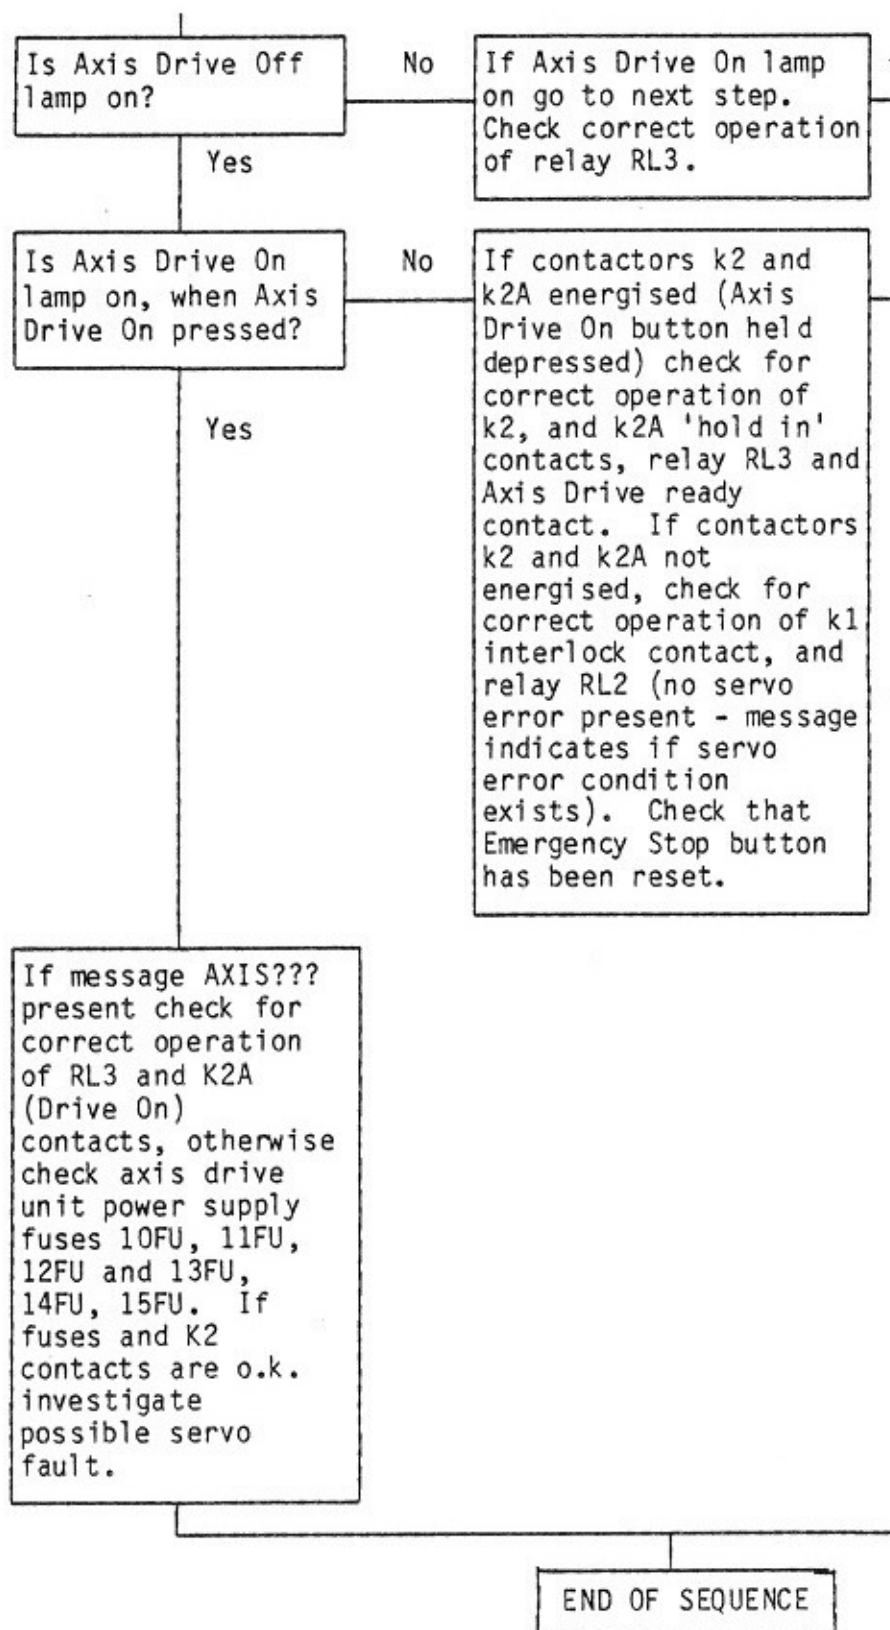 Is Axis Drive Off
lamp on?
No
If Axis Drive On lamp
on go to next step.
Check correct operation
of relay RL3.
Yes
Is Axis Drive On
lamp on, when Axis
Drive On pressed?
No
If contactors k2 and
k2A energised (Axis
Drive On button held
depressed) check for
correct operation of
k2, and k2A 'hold in'
contacts, relay RL3 and
Axis Drive ready
contact. If contactors
k2 and k2A not
energised, check for
correct operation of k1
interlock contact, and
relay RL2 (no servo
error present - message
indicates if servo
error condition
exists). Check that
Emergency Stop button
has been reset.
Yes
If message AXIS???
present check for
correct operation
of RL3 and K2A
(Drive On)
contacts, otherwise
check axis drive
unit power supply
fuses 10FU, 11FU,
12FU and 13FU,
14FU, 15FU. If
fuses and K2
contacts are o.k.
investigate
possible servo
fault.
END OF SEQUENCE